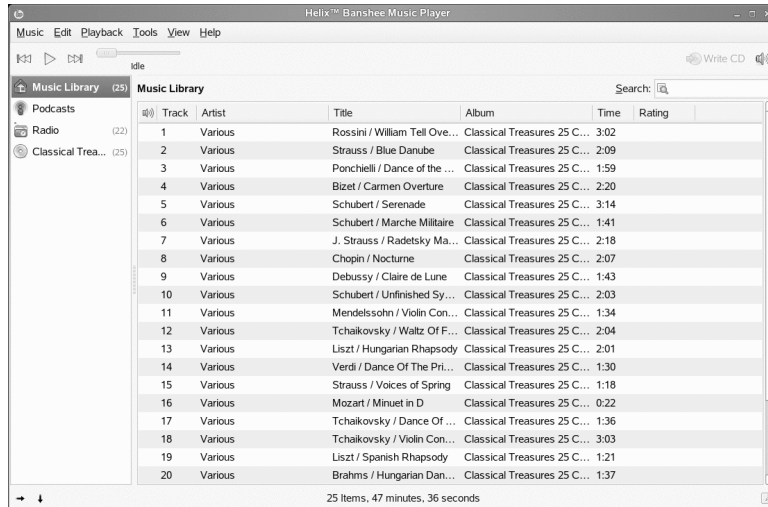 Helix™ Banshee Music Player
Music Edit Playback Tools View Help
Idle
Write CD
Music Library (25)
Podcasts
Radio (22)
Classical Trea... (25)
Music Library
Search:
Track Artist Title Album Time Rating
1 Various Rossini / William Tell Ove... Classical Treasures 25 C... 3:02
2 Various Strauss / Blue Danube Classical Treasures 25 C... 2:09
3 Various Ponchielli / Dance of the ... Classical Treasures 25 C... 1:59
4 Various Bizet / Carmen Overture Classical Treasures 25 C... 2:20
5 Various Schubert / Serenade Classical Treasures 25 C... 3:14
6 Various Schubert / Marche Militaire Classical Treasures 25 C... 1:41
7 Various J. Strauss / Radetsky Ma... Classical Treasures 25 C... 2:18
8 Various Chopin / Nocturne Classical Treasures 25 C... 2:07
9 Various Debussy / Claire de Lune Classical Treasures 25 C... 1:43
10 Various Schubert / Unfinished Sy... Classical Treasures 25 C... 2:03
11 Various Mendelssohn / Violin Con... Classical Treasures 25 C... 1:34
12 Various Tchaikovsky / Waltz Of F... Classical Treasures 25 C... 2:04
13 Various Liszt / Hungarian Rhapsody Classical Treasures 25 C... 2:01
14 Various Verdi / Dance Of The Pri... Classical Treasures 25 C... 1:30
15 Various Strauss / Voices of Spring Classical Treasures 25 C... 1:18
16 Various Mozart / Minuet in D Classical Treasures 25 C... 0:22
17 Various Tchaikovsky / Dance Of ... Classical Treasures 25 C... 1:36
18 Various Tchaikovsky / Violin Con... Classical Treasures 25 C... 3:03
19 Various Liszt / Spanish Rhapsody Classical Treasures 25 C... 1:21
20 Various Brahms / Hungarian Dan... Classical Treasures 25 C... 1:37
25 Items, 47 minutes, 36 seconds